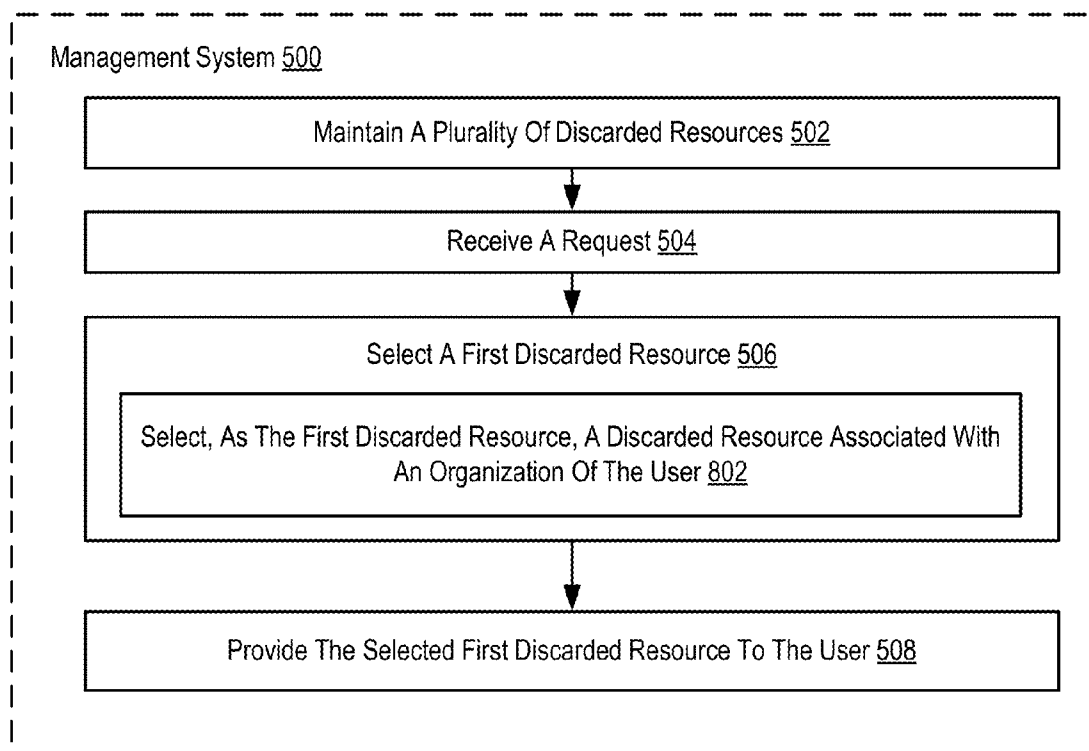 Management System 500
Maintain A Plurality Of Discarded Resources 502
Receive A Request 504
Select A First Discarded Resource 506
Select, As The First Discarded Resource, A Discarded Resource Associated With
An Organization Of The User 802
Provide The Selected First Discarded Resource To The User 508